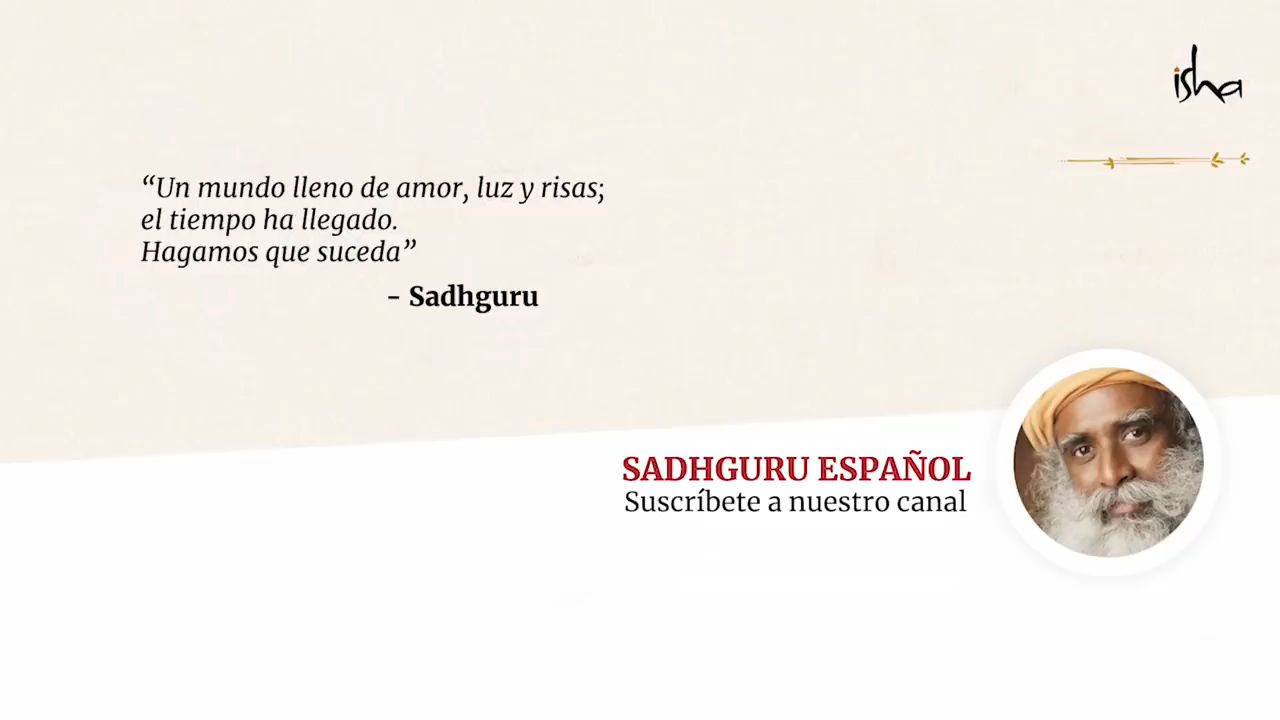 isha
“Un mundo lleno de amor, luz y risas;
el tiempo ha llegado.
Hagamos que suceda”
- Sadhguru
SADHGURU ESPAÑOL
Suscríbete a nuestro canal